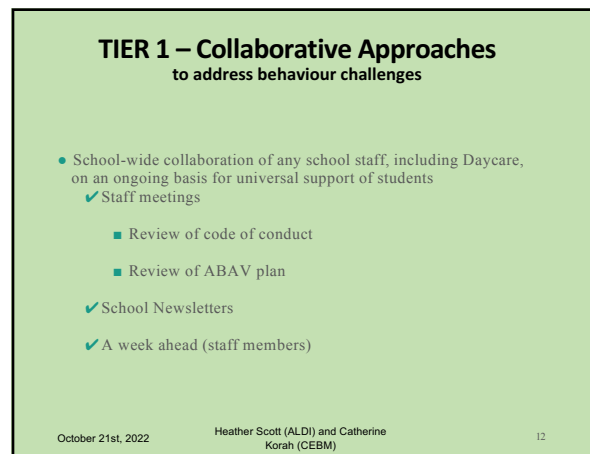 TIER 1 – Collaborative Approaches
to address behaviour challenges
● School-wide collaboration of any school staff, including Daycare,
on an ongoing basis for universal support of students
✔Staff meetings
■ Review of code of conduct
■ Review of ABAV plan
✔School Newsletters
✔A week ahead (staff members)
October 21st, 2022
Heather Scott (ALDI) and Catherine
Korah (CEBM)
12